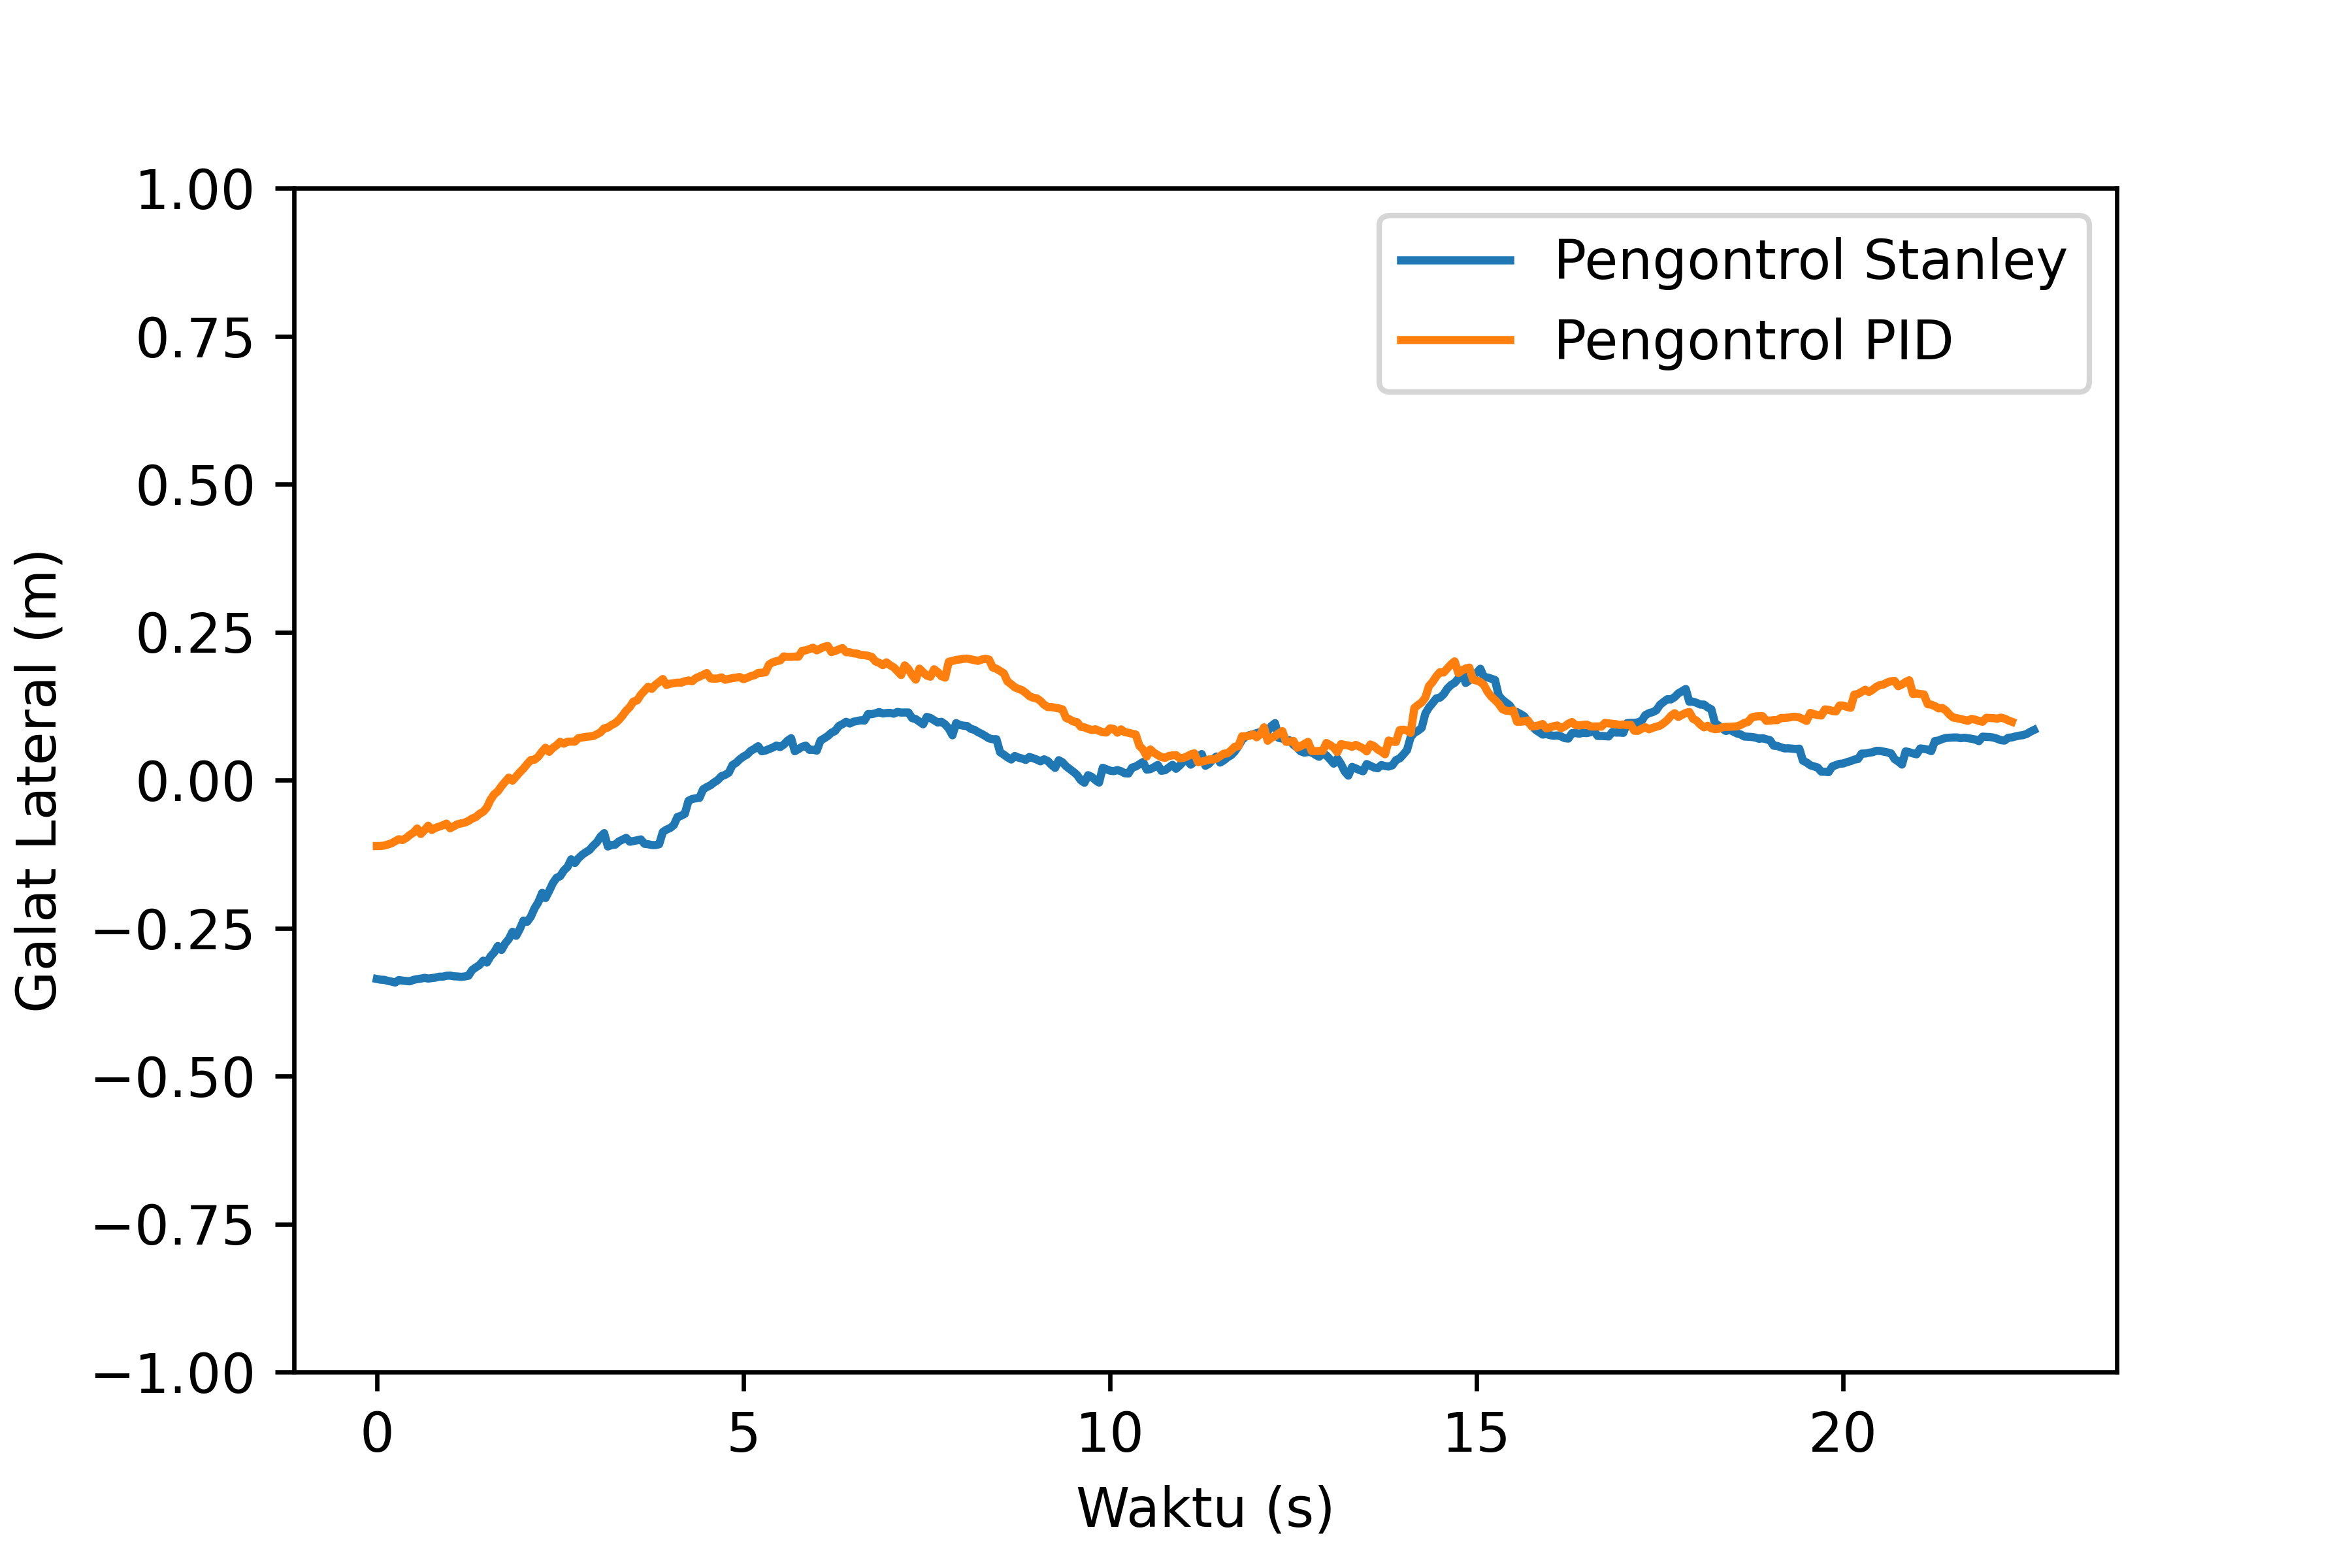 Pengontrol Stanley
Pengontrol PID
1.00
0.75
0.50
0.25
0.00
−0.25
−0.50
−0.75
−1.00
Galat Lateral (m)
0 5 10 15 20
Waktu (s)